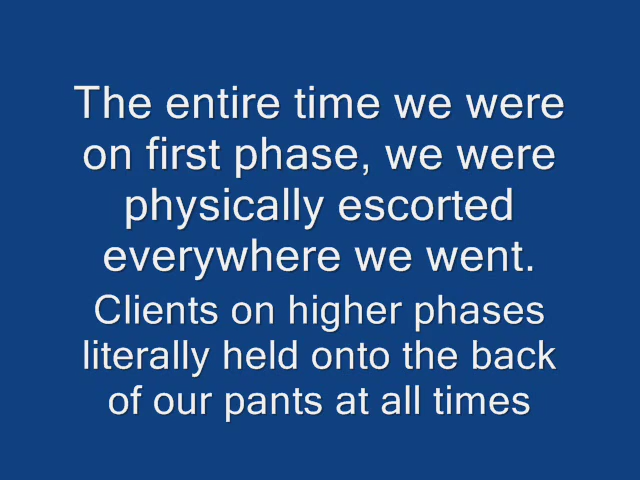 The entire time we were
on first phase, we were
physically escorted
everywhere we went.
Clients on higher phases
literally held onto the back
of our pants at all times